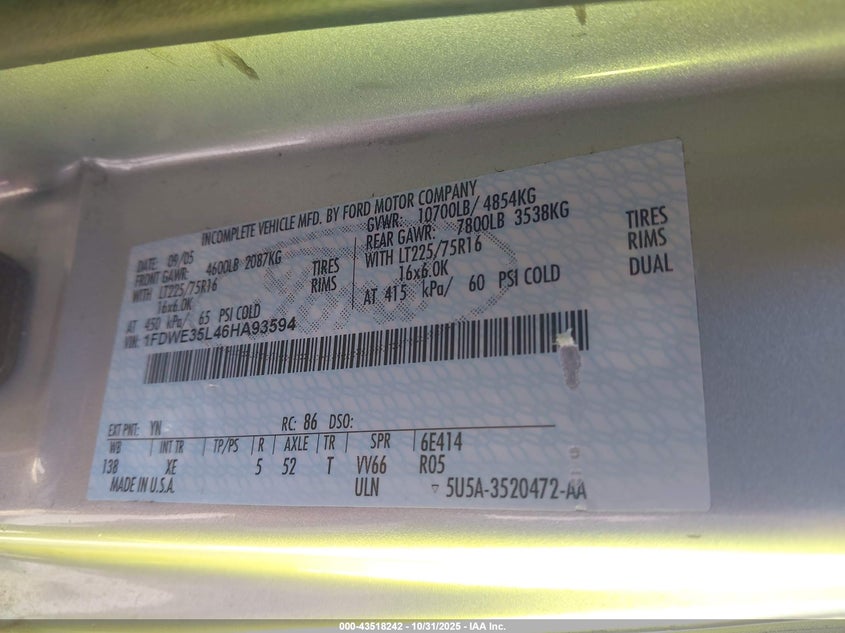 INCOMPLETE VEHICLE MFD. BY FORD MOTOR COMPANY
DATE: 09/05 GVWR: 10700LB/ 4854KG
FRONT GAWR: 4600LB 2087KG REAR GAWR: 7800LB 3538KG
WITH LT225/75R16 TIRES WITH LT225/75R16 TIRES
16x6.0K RIMS 16x6.0K RIMS
AT 450 kPa/ 65 PSI COLD AT 415 kPa/ 60 PSI COLD DUAL
VIN: 1FDWE35L46HA93594
EXT PNT: YN RC: 86 DSO:
WB INT TR TP/PS R AXLE TR SPR 6E414
138 XE 5 52 T VV66 R05
MADE IN U.S.A. ULN ▽ 5U5A-3520472-AA
000-43518242 - 10/31/2025 - IAA Inc.